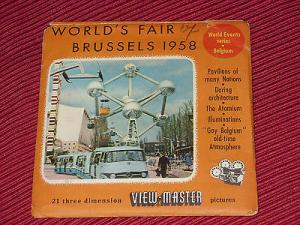 WORLD'S FAIR
BRUSSELS 1958
World Events
series
Belgium
Pavilions of
many Nations
Daring
architecture
The Atomium
Illuminations
"Gay Belgium"
old-time
Atmosphere
21 three dimension VIEW-MASTER pictures